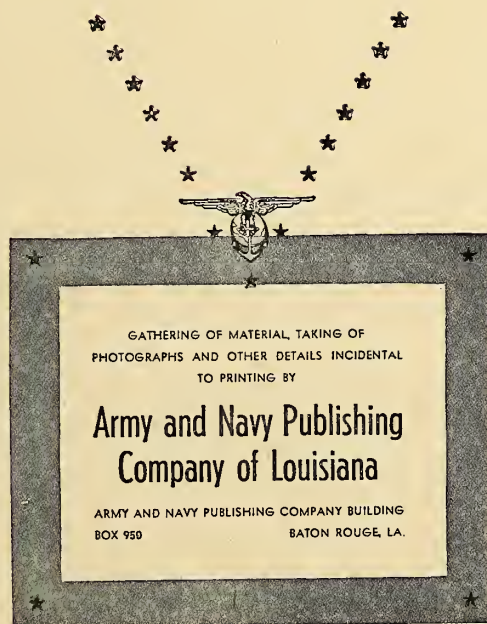 GATHERING OF MATERIAL, TAKING OF
PHOTOGRAPHS AND OTHER DETAILS INCIDENTAL
TO PRINTING BY
Army and Navy Publishing
Company of Louisiana
ARMY AND NAVY PUBLISHING COMPANY BUILDING
BOX 950 BATON ROUGE, LA.